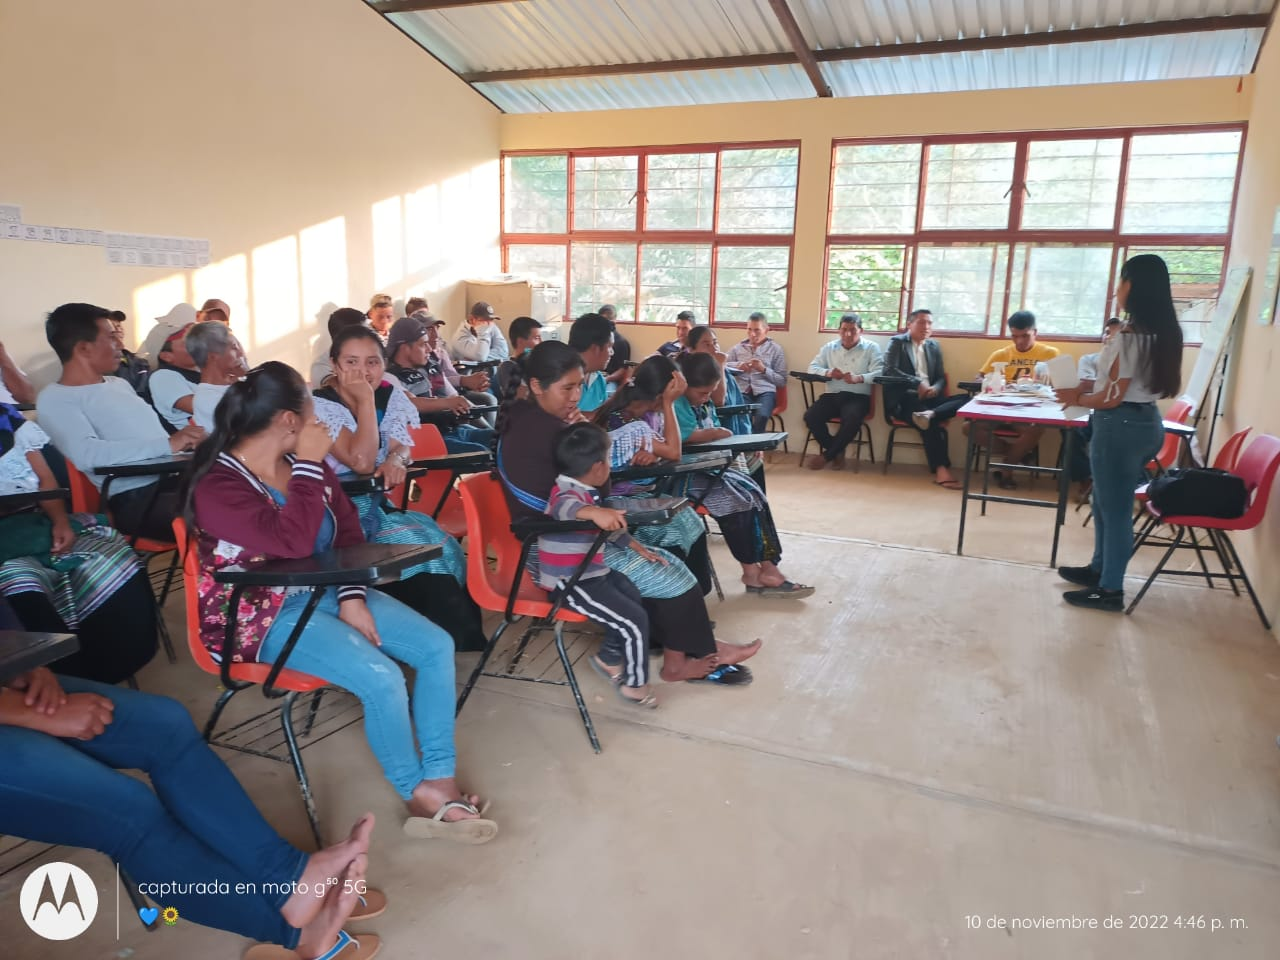 capturada en moto g⁵⁰ 5G
💙🌻
10 de noviembre de 2022 4:46 p. m.